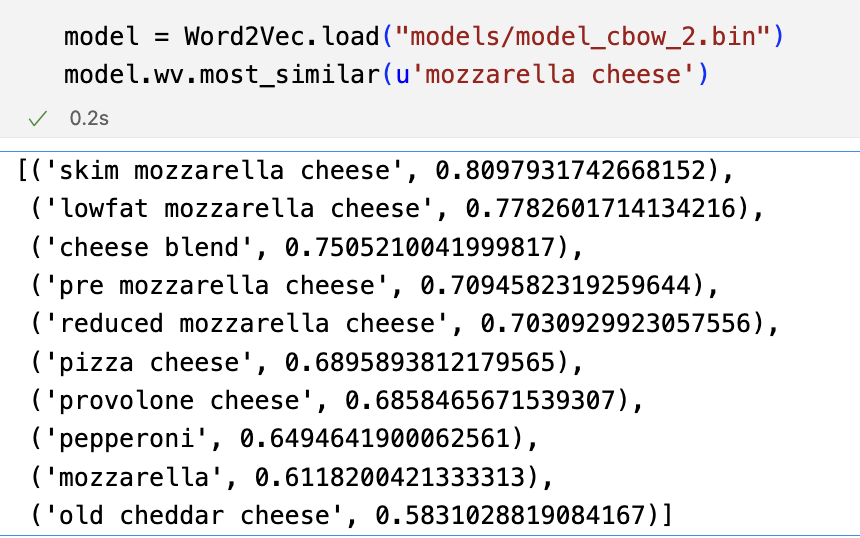 model = Word2Vec.load("models/model_cbow_2.bin")
model.wv.most_similar(u'mozzarella cheese')
0.2s
[('skim mozzarella cheese', 0.8097931742668152),
('lowfat mozzarella cheese', 0.7782601714134216),
('cheese blend', 0.7505210041999817),
('pre mozzarella cheese', 0.7094582319259644),
('reduced mozzarella cheese', 0.7030929923057556),
('pizza cheese', 0.6895893812179565),
('provolone cheese', 0.6858465671539307),
('pepperoni', 0.6494641900062561),
('mozzarella', 0.6118200421333313),
('old cheddar cheese', 0.5831028819084167)]